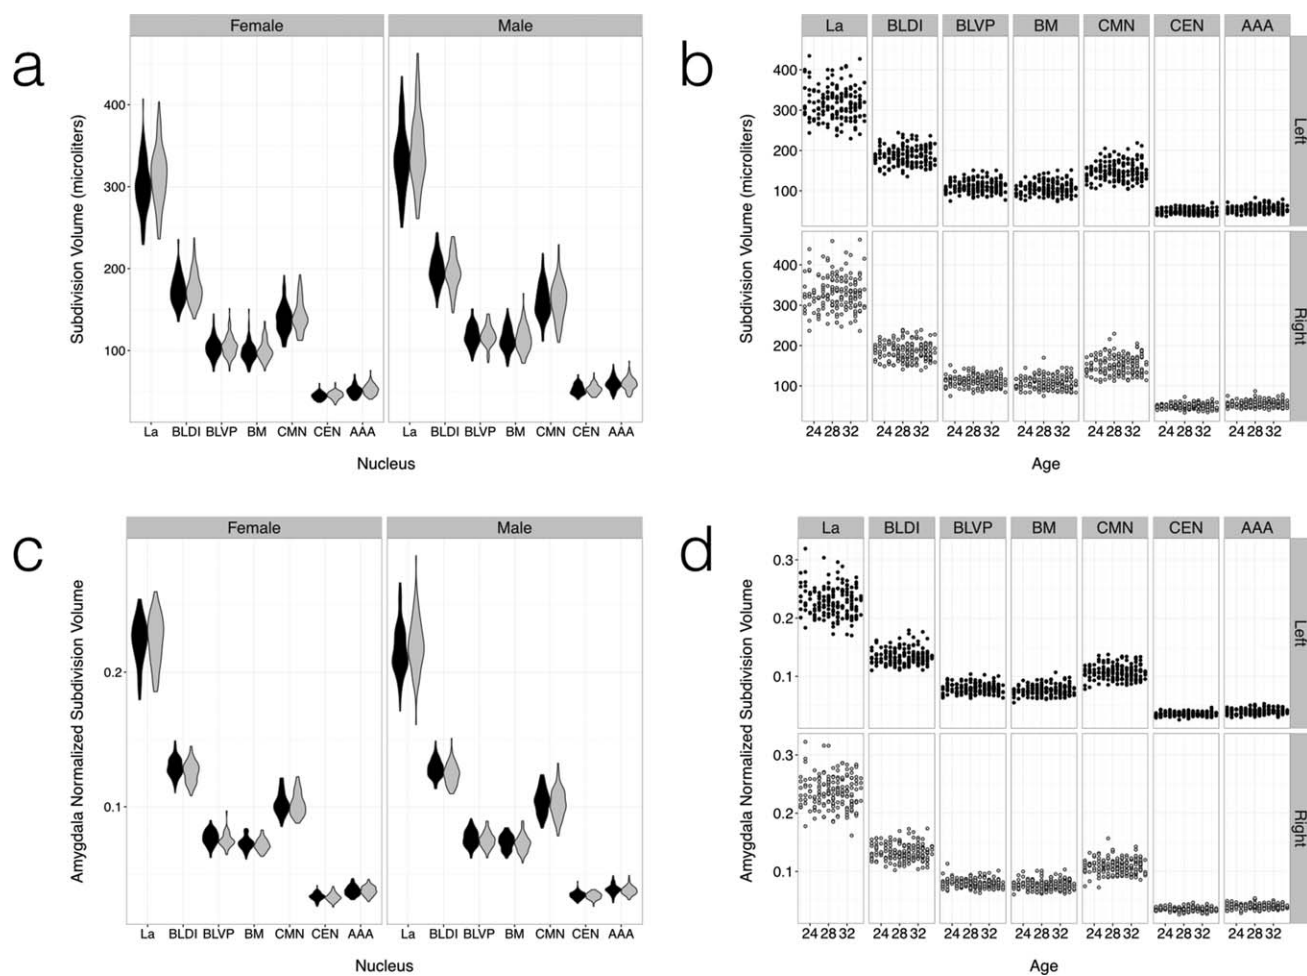 a
Female Male
Subdivision Volume (microliters)
400
300
200
100
La BLDI BLVP BM CMN CEN AAA La BLDI BLVP BM CMN CEN AAA
Nucleus
b
La BLDI BLVP BM CMN CEN AAA
Subdivision Volume (microliters)
400
300
200
100
Left
400
300
200
100
Right
24 28 32 24 28 32 24 28 32 24 28 32 24 28 32 24 28 32 24 28 32
Age
c
Female Male
Amygdala Normalized Subdivision Volume
0.2
0.1
La BLDI BLVP BM CMN CEN AAA La BLDI BLVP BM CMN CEN AAA
Nucleus
d
La BLDI BLVP BM CMN CEN AAA
Amygdala Normalized Subdivision Volume
0.3
0.2
0.1
Left
0.3
0.2
0.1
Right
24 28 32 24 28 32 24 28 32 24 28 32 24 28 32 24 28 32 24 28 32
Age